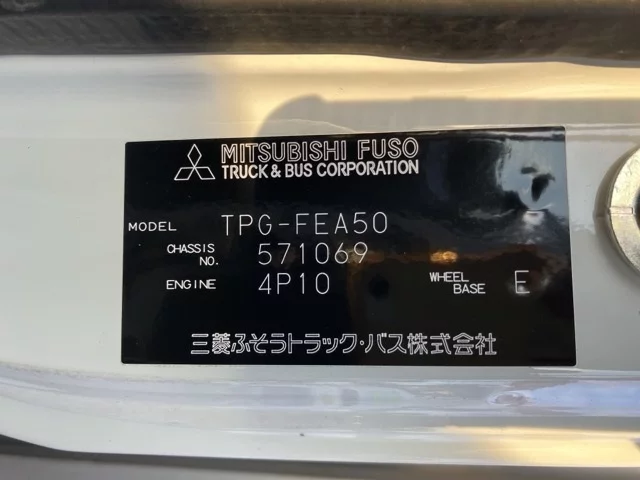 MITSUBISHI FUSO
TRUCK & BUS CORPORATION
MODEL TPG-FEA50
CHASSIS NO. 571069
ENGINE 4P10 WHEEL BASE E
三菱ふそうトラック・バス株式会社